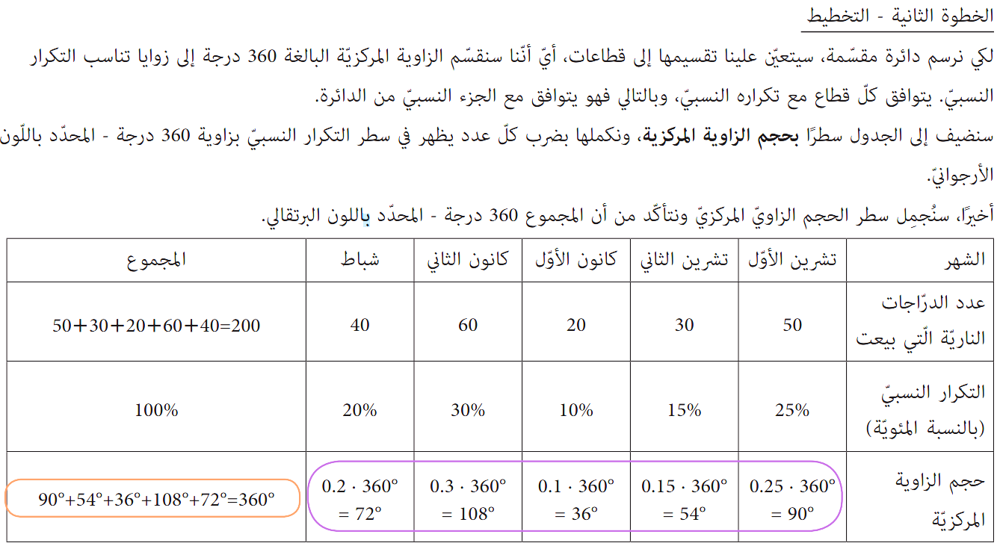 الخطوة الثانية - التخطيط
لكي نرسم دائرة مقسّمة، سيتعيّن علينا تقسيمها إلى قطاعات، أيّ أنّنا سنقسّم الزاوية المركزيّة البالغة 360 درجة إلى زوايا تناسب التكرار
النسبيّ. يتوافق كلّ قطاع مع تكراره النسبيّ، وبالتالي فهو يتوافق مع الجزء النسبيّ من الدائرة.
سنضيف إلى الجدول سطرًا بحجم الزاوية المركزية، ونكملها بضرب كلّ عدد يظهر في سطر التكرار النسبيّ بزاوية 360 درجة - المحدّد باللّون
الأرجوانيّ.
أخيرًا، سنُجمِل سطر الحجم الزاويّ المركزيّ ونتأكّد من أن المجموع 360 درجة - المحدّد باللون البرتقالي.
الشهر تشرين الأوّل تشرين الثاني كانون الأوّل كانون الثاني شباط المجموع
عدد الدرّاجات
الناريّة الّتي بيعت
50 30 20 60 40 50+30+20+60+40=200
التكرار النسبيّ
(بالنسبة المئويّة)
25% 15% 10% 30% 20% 100%
حجم الزاوية
المركزيّة
0.25 · 360° 0.15 · 360° 0.1 · 360° 0.3 · 360° 0.2 · 360°
= 90° = 54° = 36° = 108° = 72°
90°+54°+36°+108°+72°=360°